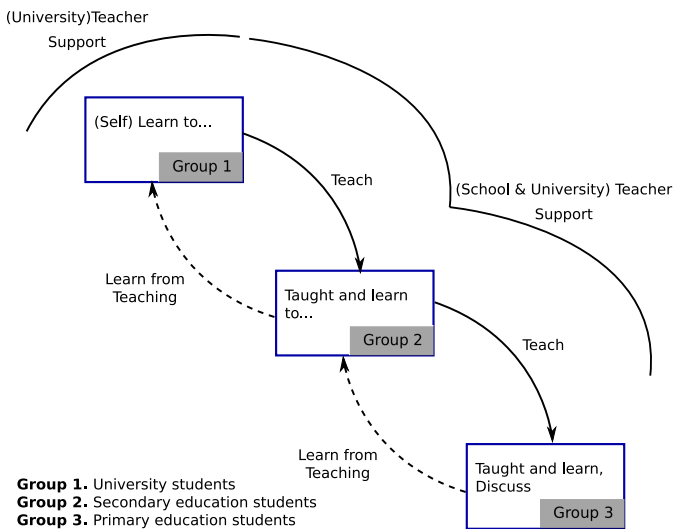 (University)Teacher
Support
(Self) Learn to...
Group 1
Teach
(School & University) Teacher
Support
Learn from
Teaching
Taught and learn
to...
Group 2
Teach
Learn from
Teaching
Taught and learn,
Discuss
Group 3
Group 1. University students
Group 2. Secondary education students
Group 3. Primary education students